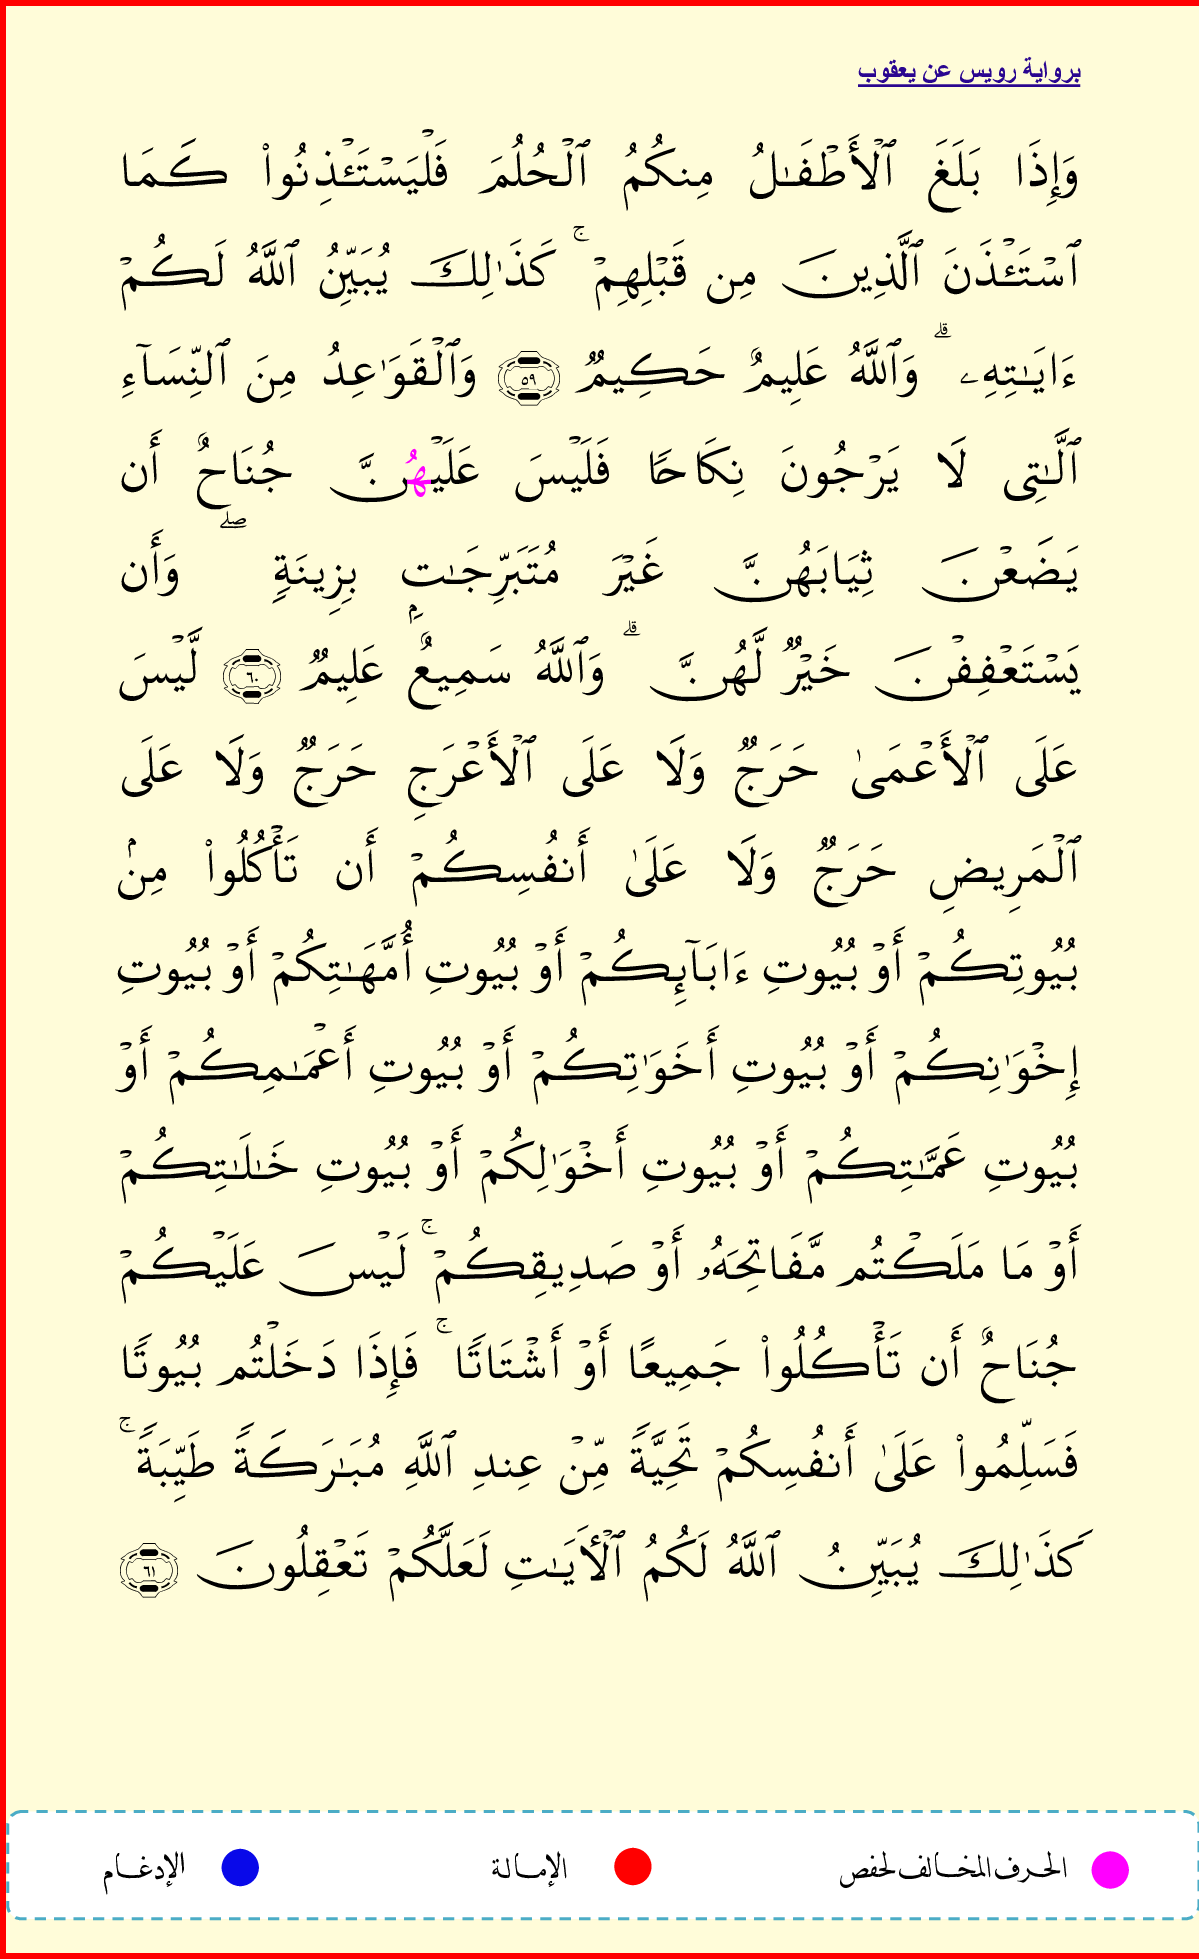 برواية رويس عن يعقوب
وَإِذَا بَلَغَ ٱلْأَطْفَـٰلُ مِنكُمُ ٱلْحُلُمَ فَلْيَسْتَـْٔذِنُوا۟ كَمَا
ٱسْتَـْٔذَنَ ٱلَّذِينَ مِن قَبْلِهِمْ ۚ كَذَٰلِكَ يُبَيِّنُ ٱللَّهُ لَكُمْ
ءَايَـٰتِهِۦ ۗ وَٱللَّهُ عَلِيمٌ حَكِيمٌ ٥٩ وَٱلْقَوَٰعِدُ مِنَ ٱلنِّسَآءِ
ٱلَّـٰتِى لَا يَرْجُونَ نِكَاحًا فَلَيْسَ عَلَيْهُنَّ جُنَاحٌ أَن
يَضَعْنَ ثِيَابَهُنَّ غَيْرَ مُتَبَرِّجَـٰتٍۭ بِزِينَةٍ ۖ وَأَن
يَسْتَعْفِفْنَ خَيْرٌ لَّهُنَّ ۗ وَٱللَّهُ سَمِيعٌ عَلِيمٌ ٦٠ لَّيْسَ
عَلَى ٱلْأَعْمَىٰ حَرَجٌ وَلَا عَلَى ٱلْأَعْرَجِ حَرَجٌ وَلَا عَلَى
ٱلْمَرِيضِ حَرَجٌ وَلَا عَلَىٰ أَنفُسِكُمْ أَن تَأْكُلُوا۟ مِنۢ
بُيُوتِكُمْ أَوْ بُيُوتِ ءَابَآئِكُمْ أَوْ بُيُوتِ أُمَّهَـٰتِكُمْ أَوْ بُيُوتِ
إِخْوَٰنِكُمْ أَوْ بُيُوتِ أَخَوَٰتِكُمْ أَوْ بُيُوتِ أَعْمَـٰمِكُمْ أَوْ
بُيُوتِ عَمَّـٰتِكُمْ أَوْ بُيُوتِ أَخْوَٰلِكُمْ أَوْ بُيُوتِ خَـٰلَـٰتِكُمْ
أَوْ مَا مَلَكْتُم مَّفَاتِحَهُۥ أَوْ صَدِيقِكُمْ ۚ لَيْسَ عَلَيْكُمْ
جُنَاحٌ أَن تَأْكُلُوا۟ جَمِيعًا أَوْ أَشْتَاتًا ۚ فَإِذَا دَخَلْتُم بُيُوتًا
فَسَلِّمُوا۟ عَلَىٰ أَنفُسِكُمْ تَحِيَّةً مِّنْ عِندِ ٱللَّهِ مُبَـٰرَكَةً طَيِّبَةً ۚ
كَذَٰلِكَ يُبَيِّنُ ٱللَّهُ لَكُمُ ٱلْأَيَـٰتِ لَعَلَّكُمْ تَعْقِلُونَ ٦١
الحرف المخالف لحفص الإمالة الإدغام